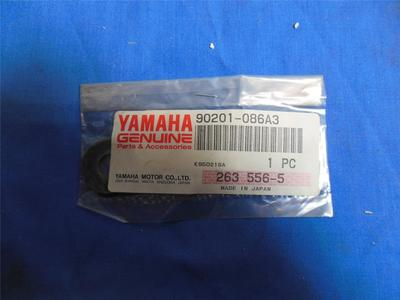 YAMAHA
GENUINE
Parts & Accessories
90201-086A3
K950218A
1 PC
YAMAHA MOTOR CO.,LTD.
263 556-5
MADE IN JAPAN